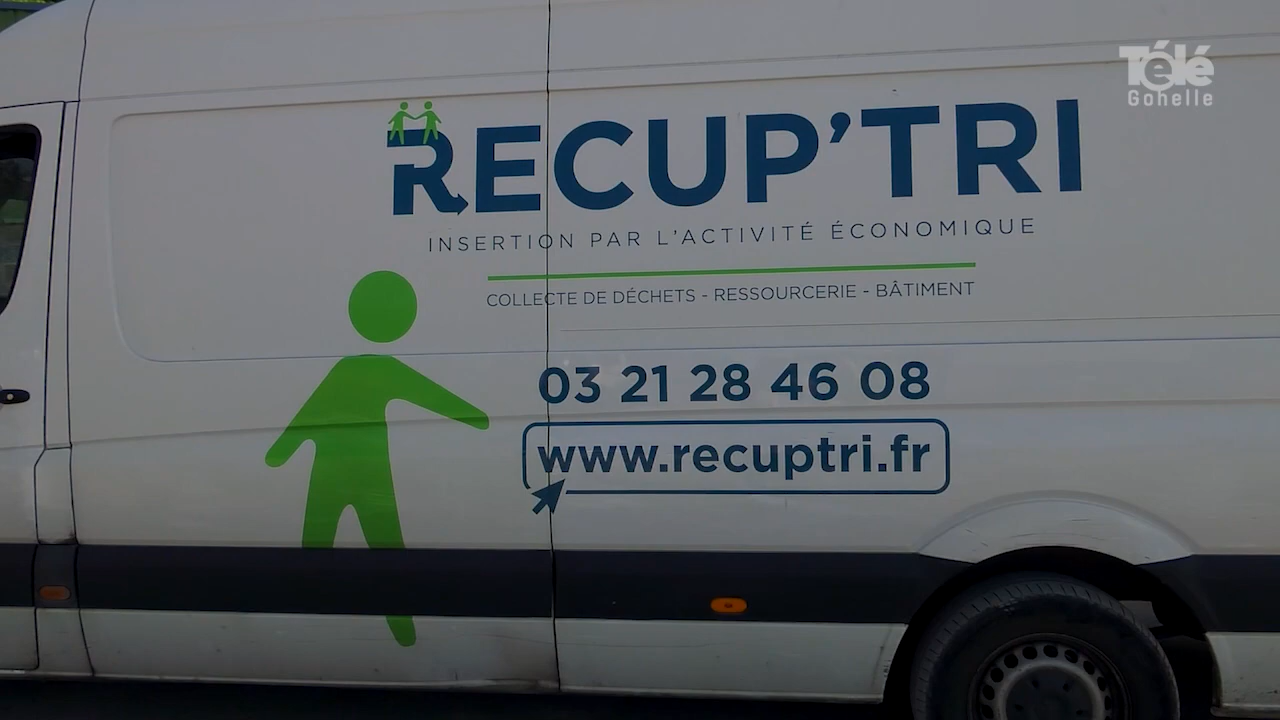 Télé
Gohelle
RECUP'TRI
INSERTION PAR L'ACTIVITÉ ÉCONOMIQUE
COLLECTE DE DÉCHETS - RESSOURCERIE - BÂTIMENT
03 21 28 46 08
www.recuptri.fr